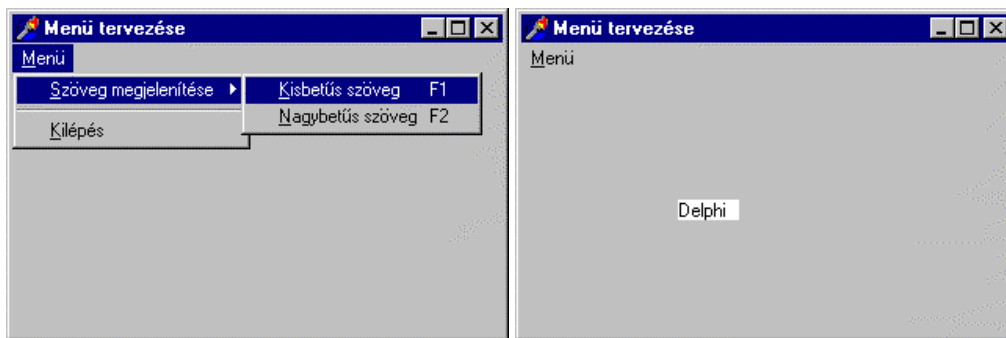 Menü tervezése
Menü
Szöveg megjelenítése
Kisbetűs szöveg F1
Nagybetűs szöveg F2
Kilépés
Menü tervezése
Menü
Delphi